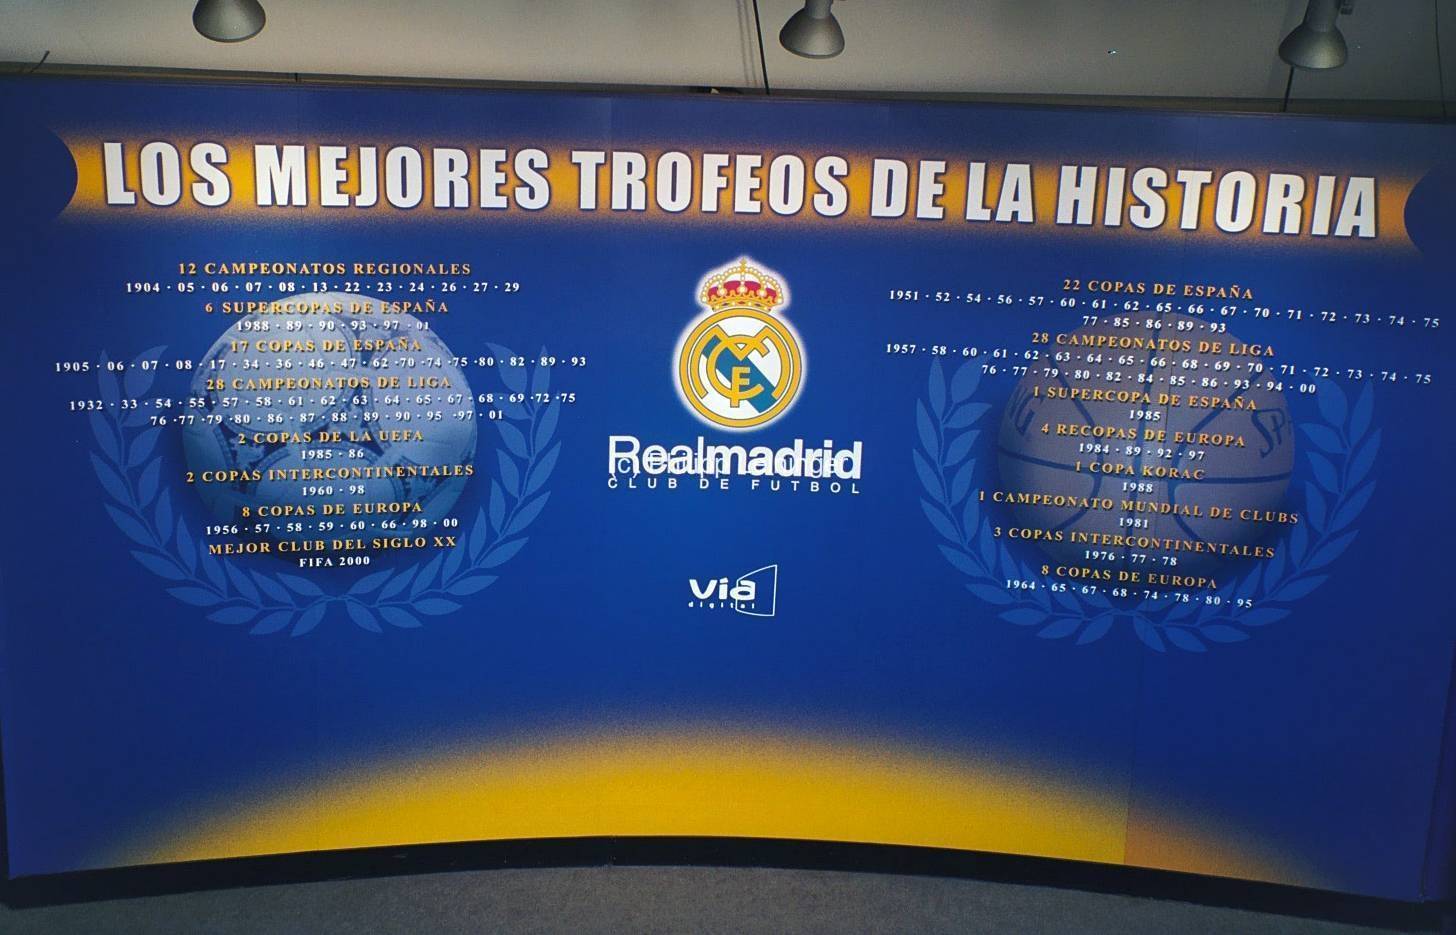 LOS MEJORES TROFEOS DE LA HISTORIA
12 CAMPEONATOS REGIONALES
1904 · 05 · 06 · 07 · 08 · 13 · 22 · 23 · 24 · 26 · 27 · 29
6 SUPERCOPAS DE ESPAÑA
1988 · 89 · 90 · 93 · 97 · 01
17 COPAS DE ESPAÑA
1905 · 06 · 07 · 08 · 17 · 34 · 36 · 46 · 47 · 62 · 70 · 74 · 75 · 80 · 82 · 89 · 93
28 CAMPEONATOS DE LIGA
1932 · 33 · 54 · 55 · 57 · 58 · 61 · 62 · 63 · 64 · 65 · 67 · 68 · 69 · 72 · 75
76 · 77 · 79 · 80 · 86 · 87 · 88 · 89 · 90 · 95 · 97 · 01
2 COPAS DE LA UEFA
1985 · 86
2 COPAS INTERCONTINENTALES
1960 · 98
8 COPAS DE EUROPA
1956 · 57 · 58 · 59 · 60 · 66 · 98 · 00
MEJOR CLUB DEL SIGLO XX
FIFA 2000
Realmadrid
CLUB DE FUTBOL
Vía
digital
22 COPAS DE ESPAÑA
1951 · 52 · 54 · 56 · 57 · 60 · 61 · 62 · 65 · 66 · 67 · 70 · 71 · 72 · 73 · 74 · 75
77 · 85 · 86 · 89 · 93
28 CAMPEONATOS DE LIGA
1957 · 58 · 60 · 61 · 62 · 63 · 64 · 65 · 66 · 68 · 69 · 70 · 71 · 72 · 73 · 74 · 75
76 · 77 · 79 · 80 · 82 · 84 · 85 · 86 · 93 · 94 · 00
1 SUPERCOPA DE ESPAÑA
1985
4 RECOPAS DE EUROPA
1984 · 89 · 92 · 97
1 COPA KORAC
1988
1 CAMPEONATO MUNDIAL DE CLUBS
1981
3 COPAS INTERCONTINENTALES
1976 · 77 · 78
8 COPAS DE EUROPA
1964 · 65 · 67 · 68 · 74 · 78 · 80 · 95